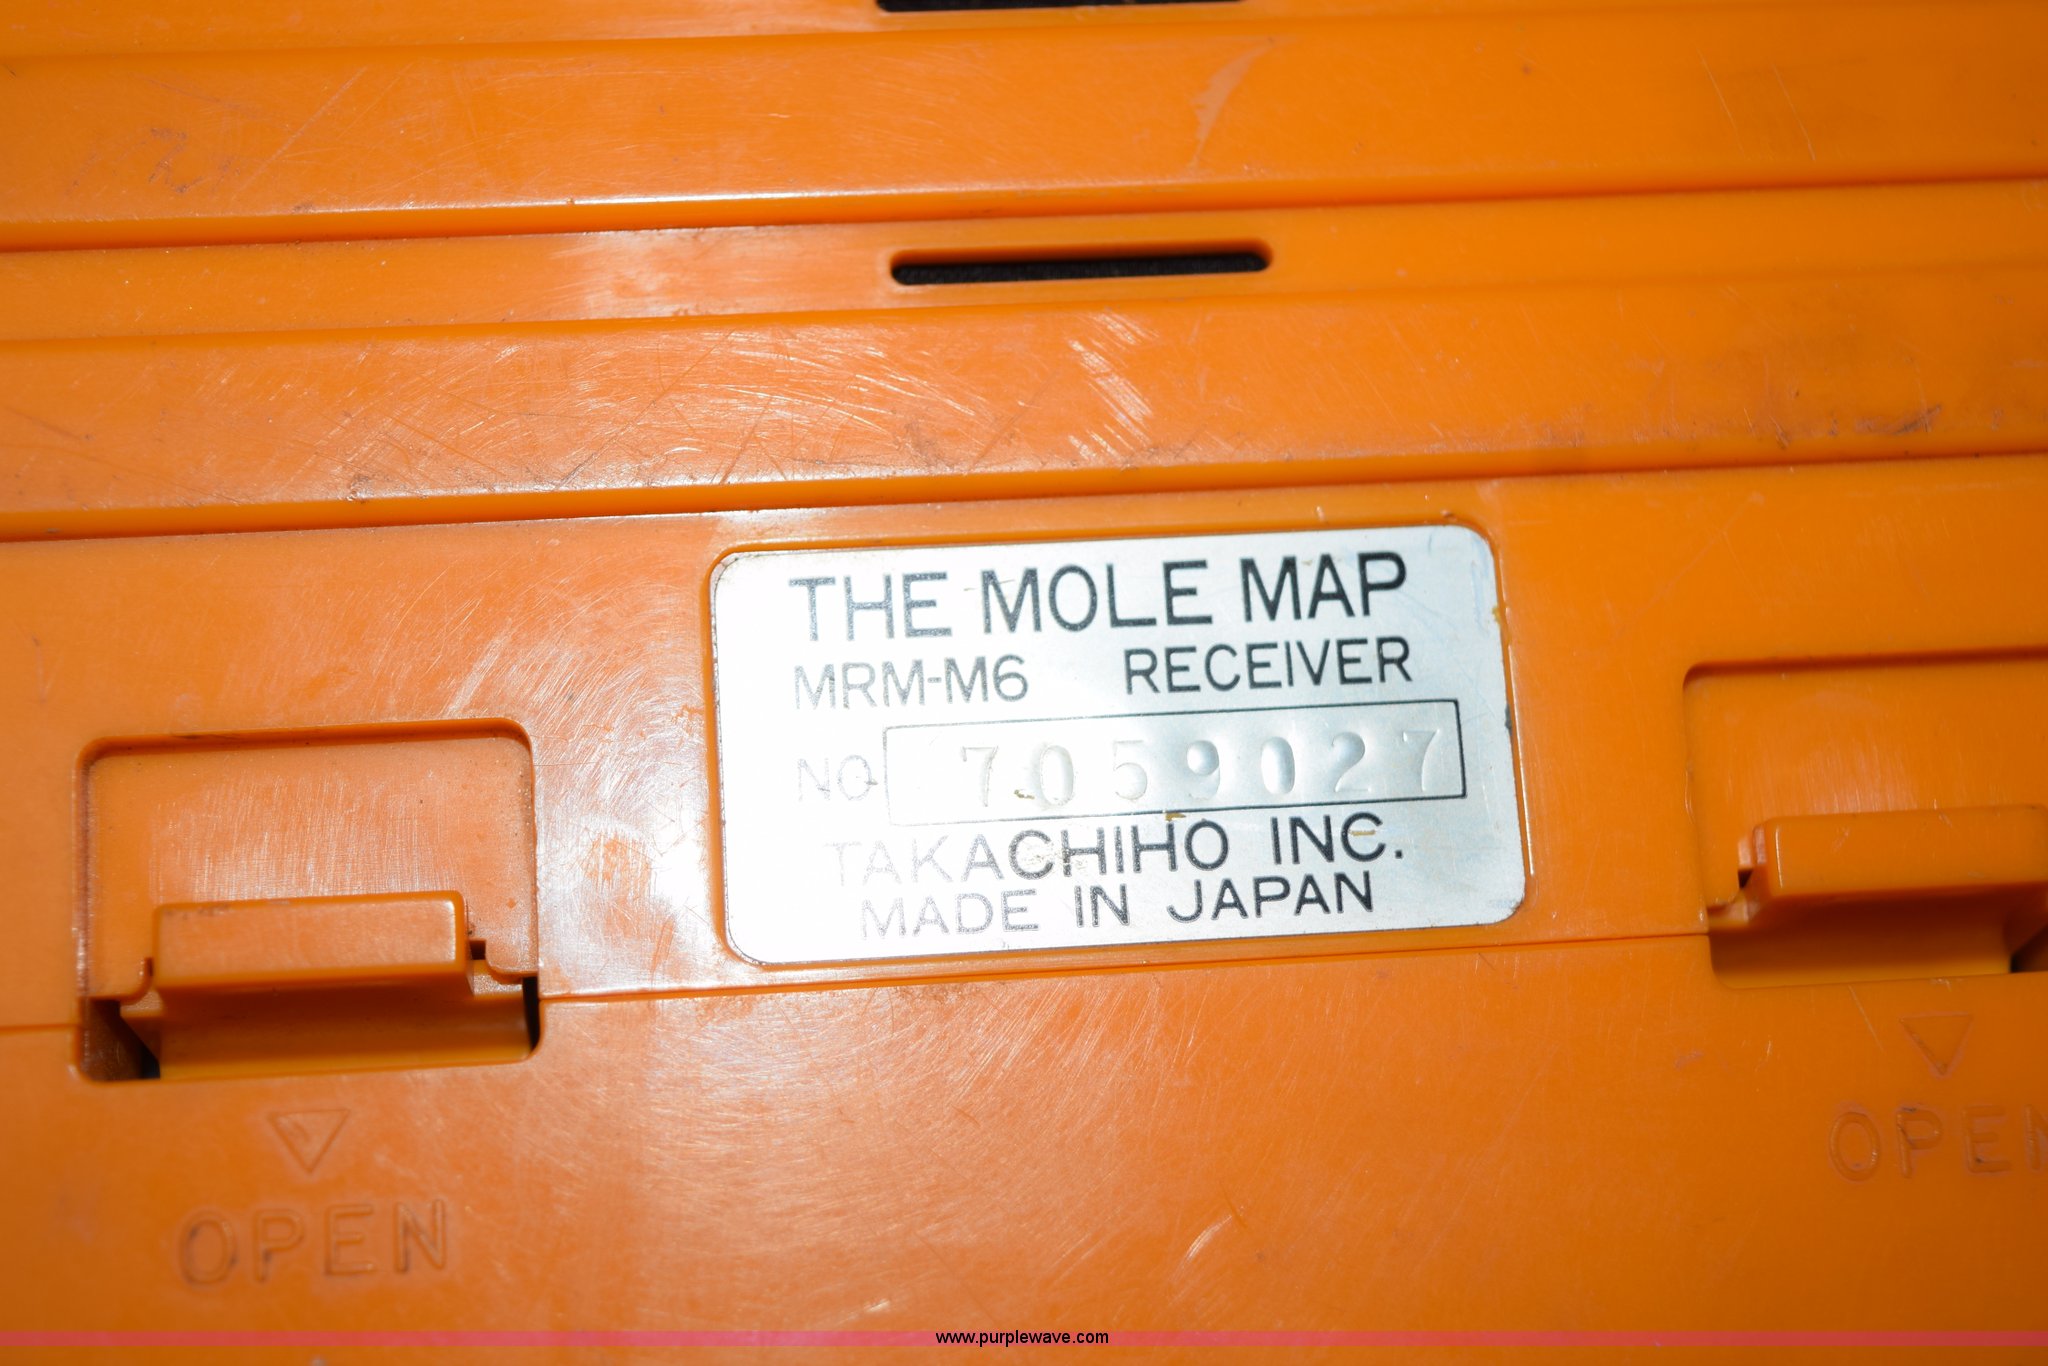 THE MOLE MAP
MRM-M6 RECEIVER
NO 7059027
TAKACHIHO INC.
MADE IN JAPAN
OPEN
OPEN
www.purplewave.com